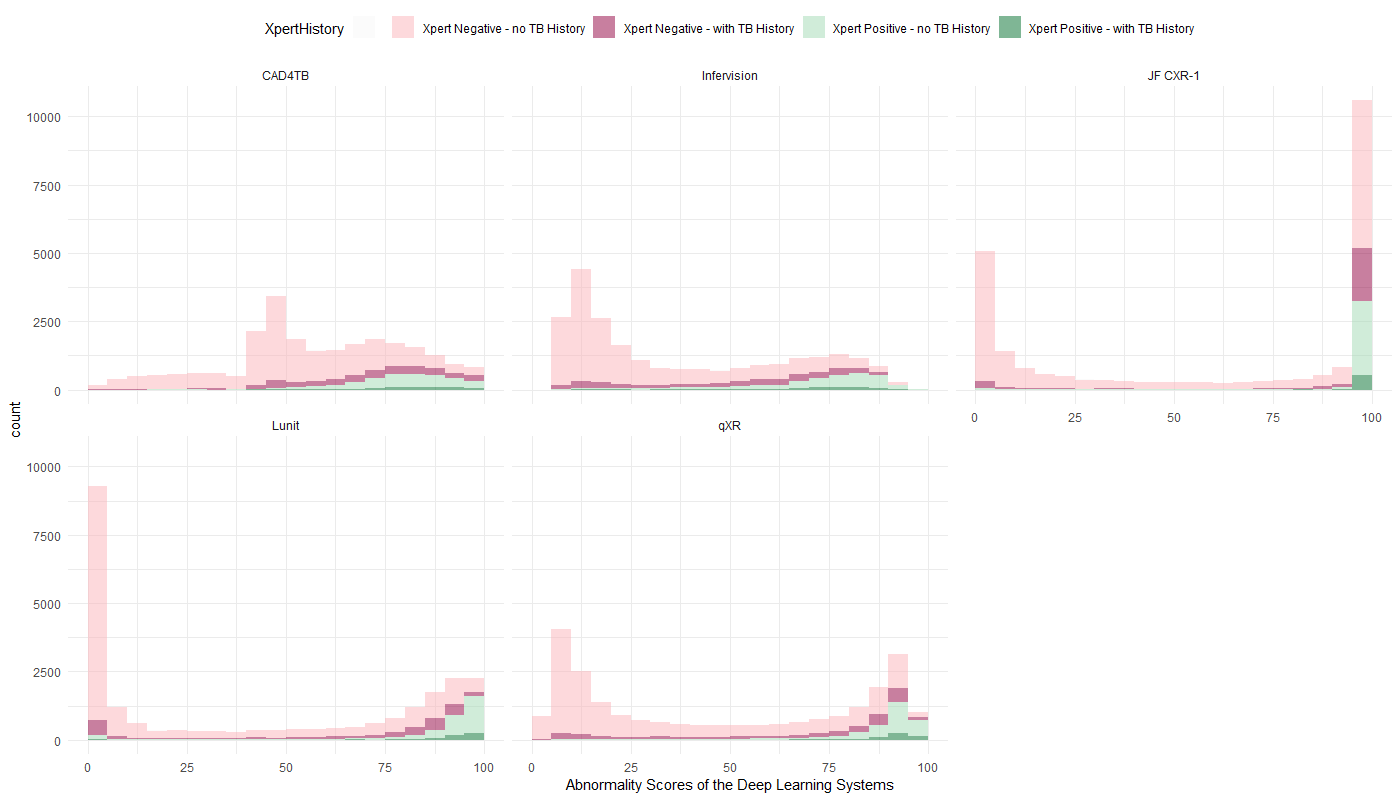 XpertHistory Xpert Negative - no TB History Xpert Negative - with TB History Xpert Positive - no TB History Xpert Positive - with TB History
CAD4TB Infervision JF CXR-1
10000
7500
5000
2500
0
0 25 50 75 100
count
Lunit qXR
10000
7500
5000
2500
0
0 25 50 75 100 0 25 50 75 100
Abnormality Scores of the Deep Learning Systems